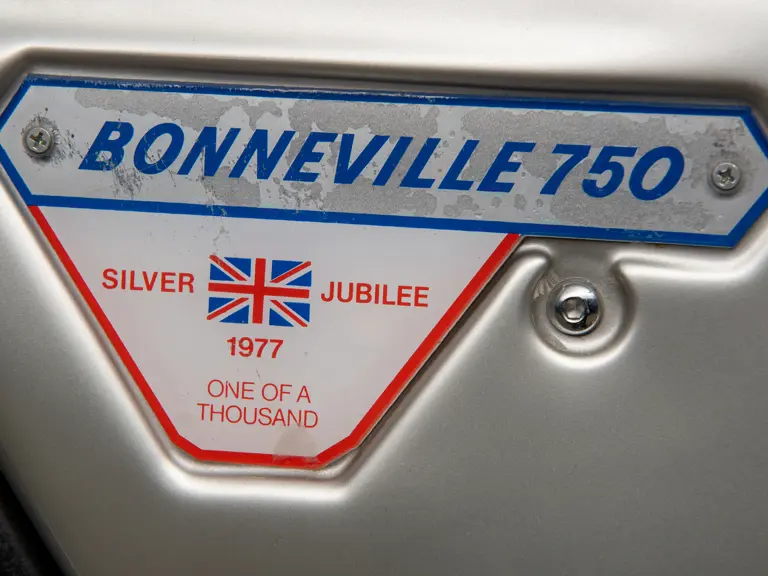 BONNEVILLE 750
SILVER JUBILEE
1977
ONE OF A
THOUSAND